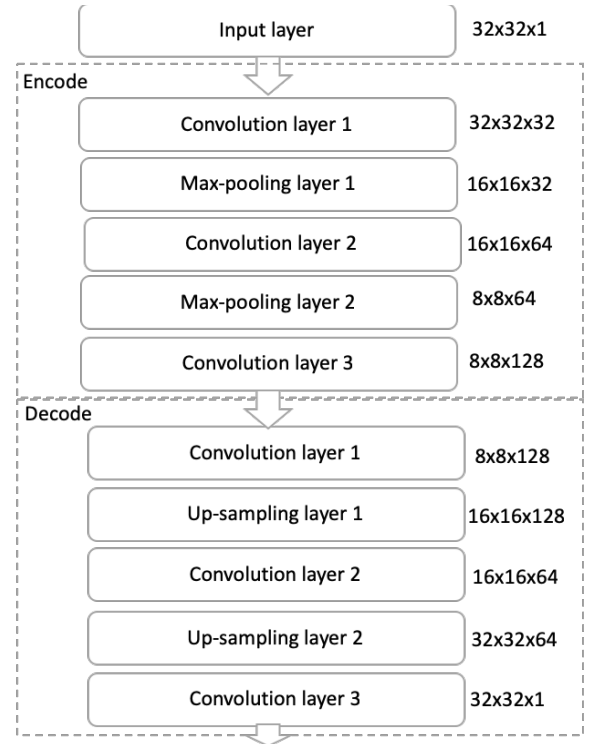 Input layer 32x32x1
Encode
Convolution layer 1 32x32x32
Max-pooling layer 1 16x16x32
Convolution layer 2 16x16x64
Max-pooling layer 2 8x8x64
Convolution layer 3 8x8x128
Decode
Convolution layer 1 8x8x128
Up-sampling layer 1 16x16x128
Convolution layer 2 16x16x64
Up-sampling layer 2 32x32x64
Convolution layer 3 32x32x1